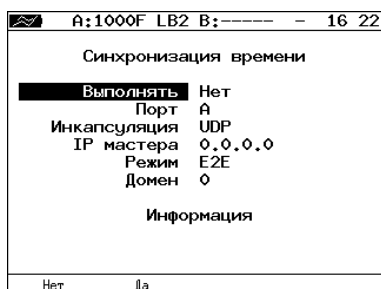 A:1000F LB2 B:----- – 16 22
Синхронизация времени
Выполнять Нет
Порт A
Инкапсуляция UDP
IP мастера 0.0.0.0
Режим E2E
Домен 0
Информация
Нет Да